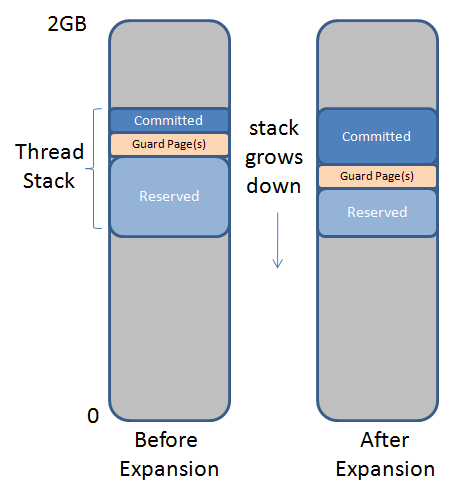 2GB
Committed
Guard Page(s)
Reserved
Thread
Stack
stack
grows
down
Committed
Guard Page(s)
Reserved
0
Before
Expansion
After
Expansion